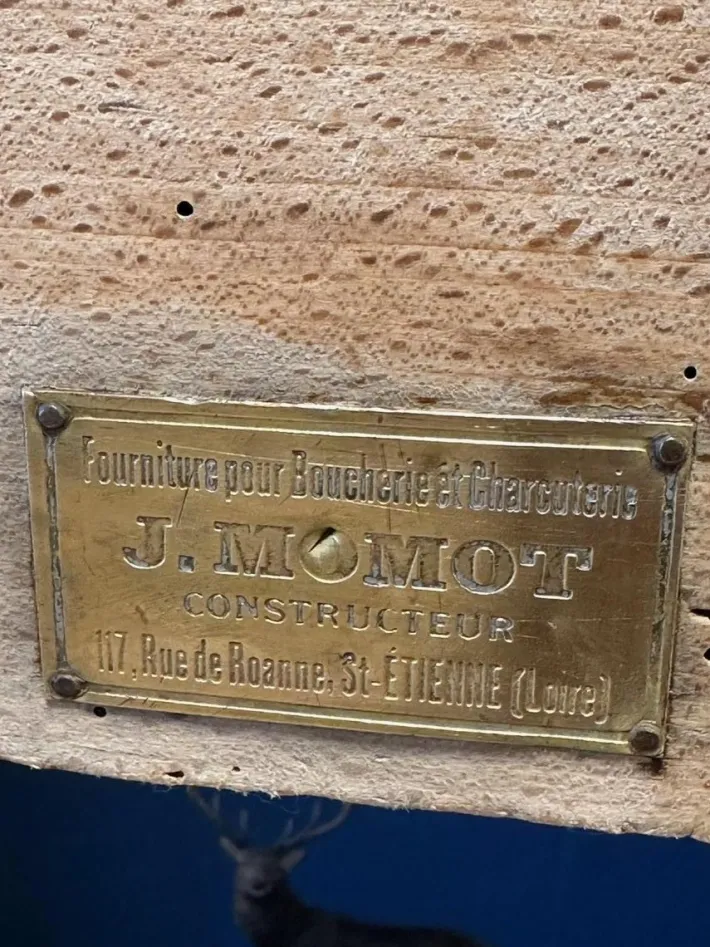 Fourniture pour Boucherie et Charcuterie
J. MOMOT
CONSTRUCTEUR
117, Rue de Roanne, St-ÉTIENNE (Loire)